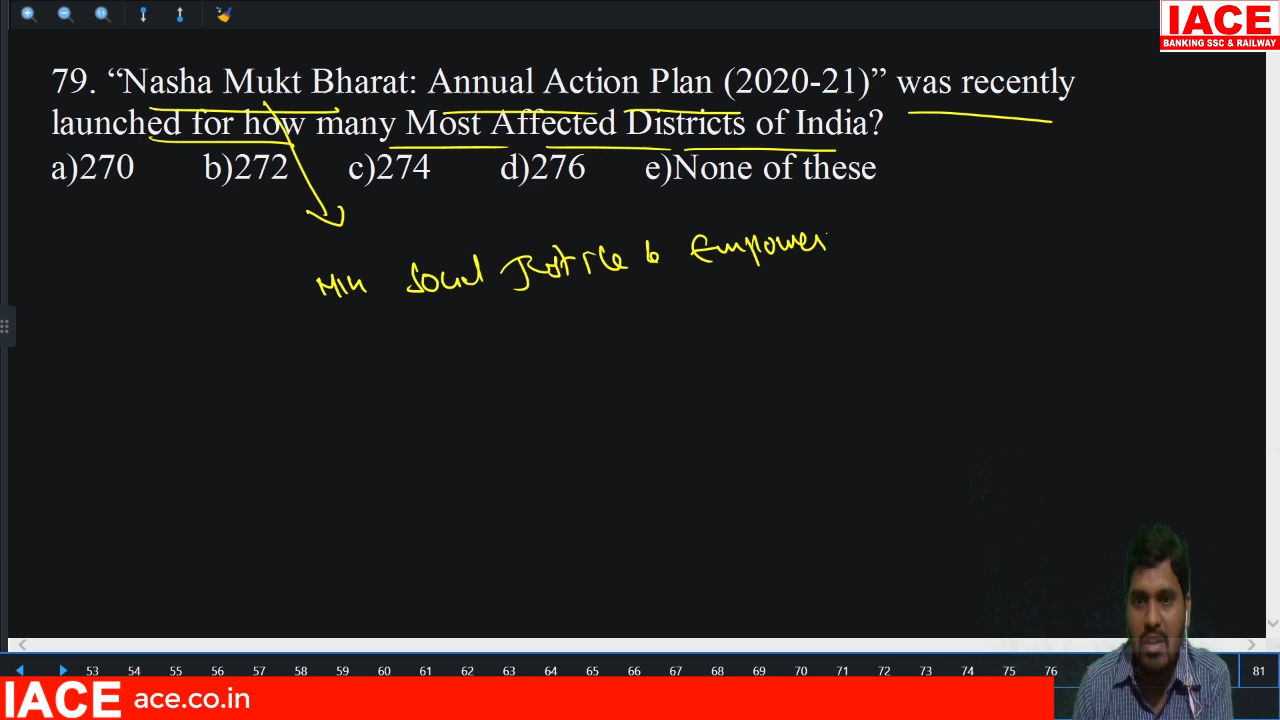 IACE
BANKING SSC & RAILWAY
79. “Nasha Mukt Bharat: Annual Action Plan (2020-21)” was recently
launched for how many Most Affected Districts of India?
a)270 b)272 c)274 d)276 e)None of these
Min Social Justice & Empower
53 54 55 56 57 58 59 60 61 62 63 64 65 66 67 68 69 70 71 72 73 74 75 76 81
IACE ace.co.in